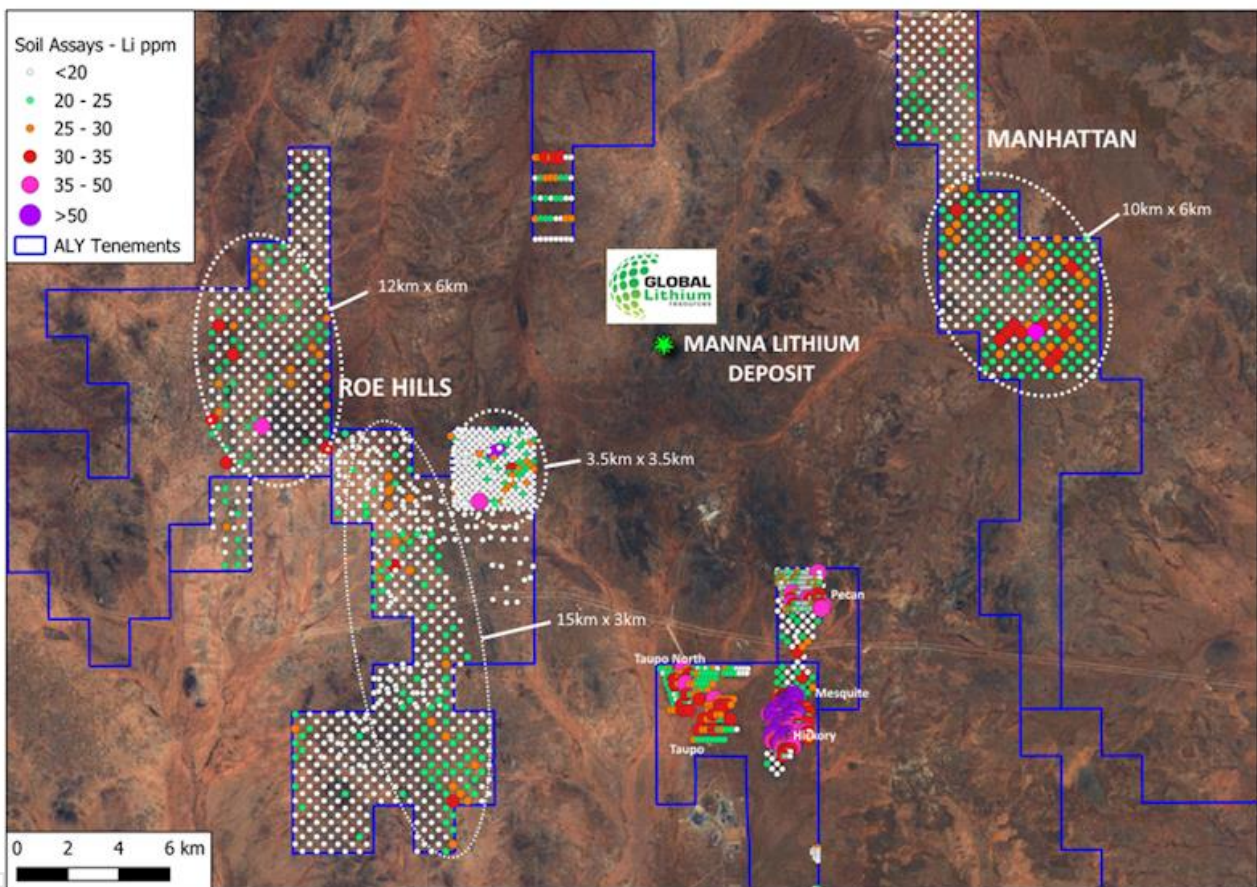 Soil Assays - Li ppm
<20
20 - 25
25 - 30
30 - 35
35 - 50
>50
ALY Tenements
MANHATTAN
10km x 6km
12km x 6km
GLOBAL
Lithium
RESOURCES
MANNA LITHIUM
DEPOSIT
ROE HILLS
3.5km x 3.5km
15km x 3km
Pecan
Taupo North
Mesquite
Hickory
Taupo
0 2 4 6 km